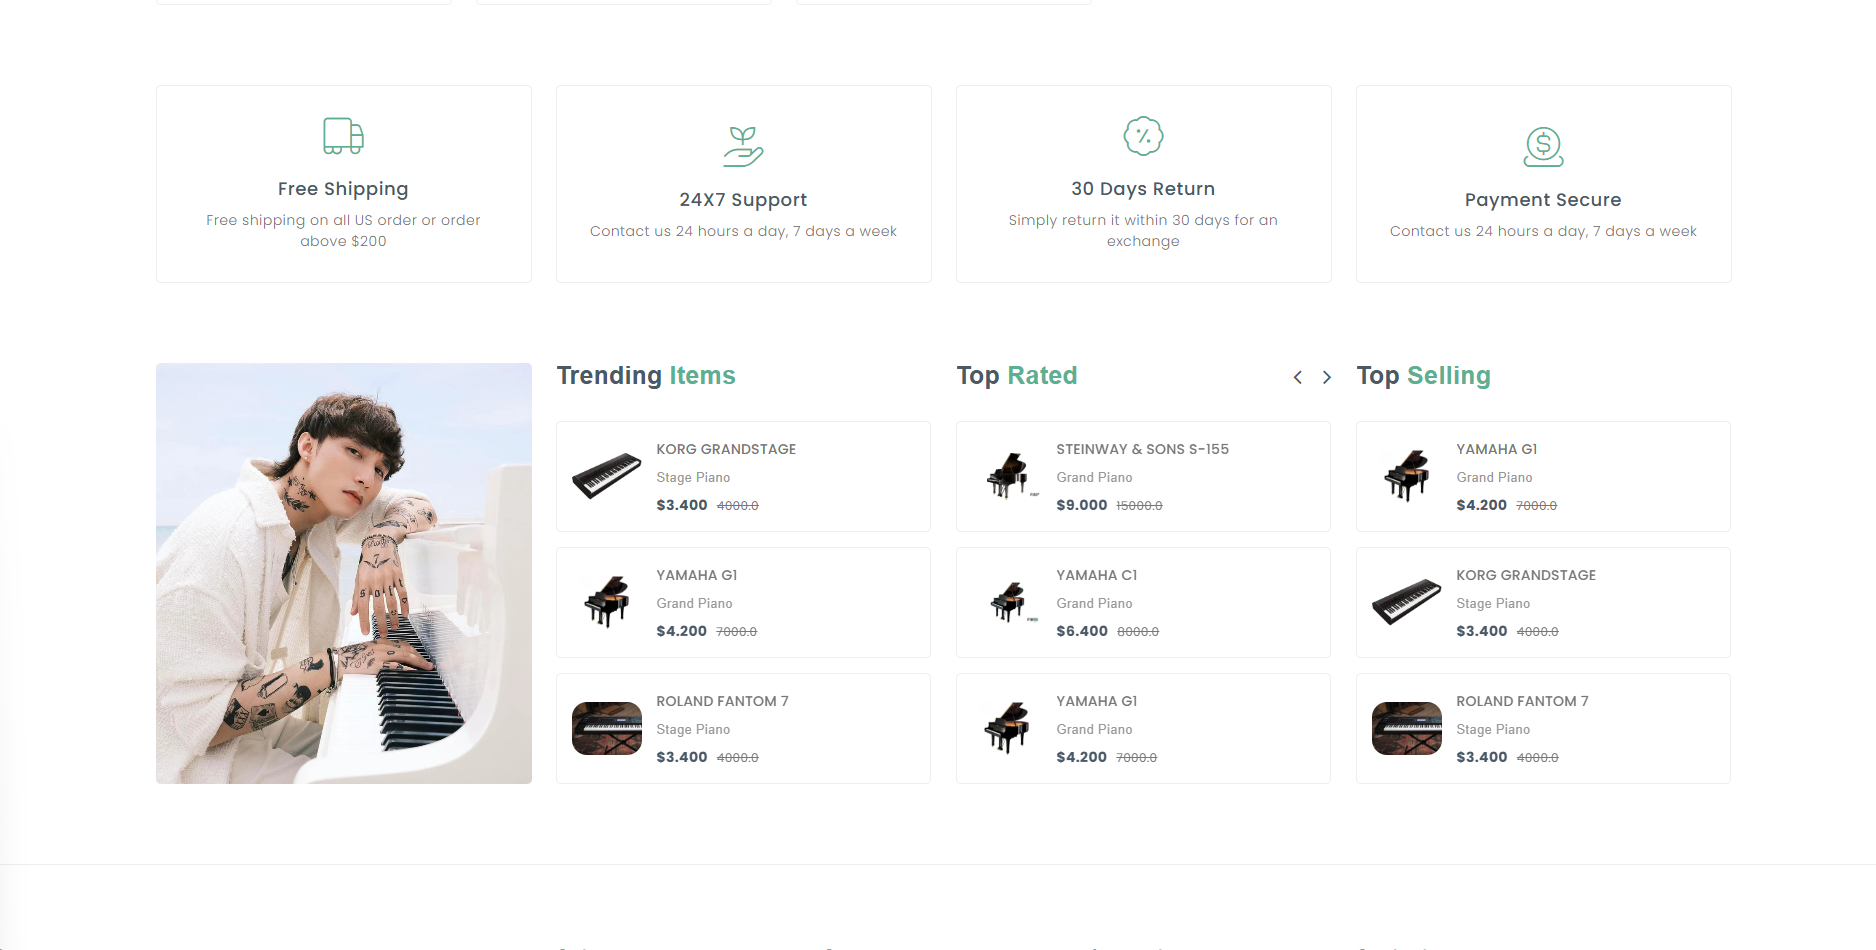 Free Shipping
Free shipping on all US order or order
above $200
24X7 Support
Contact us 24 hours a day, 7 days a week
30 Days Return
Simply return it within 30 days for an
exchange
Payment Secure
Contact us 24 hours a day, 7 days a week
Trending Items
KORG GRANDSTAGE
Stage Piano
$3.400 4000.0
YAMAHA G1
Grand Piano
$4.200 7000.0
ROLAND FANTOM 7
Stage Piano
$3.400 4000.0
Top Rated
STEINWAY & SONS S-155
Grand Piano
$9.000 15000.0
YAMAHA C1
Grand Piano
$6.400 8000.0
YAMAHA G1
Grand Piano
$4.200 7000.0
Top Selling
YAMAHA G1
Grand Piano
$4.200 7000.0
KORG GRANDSTAGE
Stage Piano
$3.400 4000.0
ROLAND FANTOM 7
Stage Piano
$3.400 4000.0